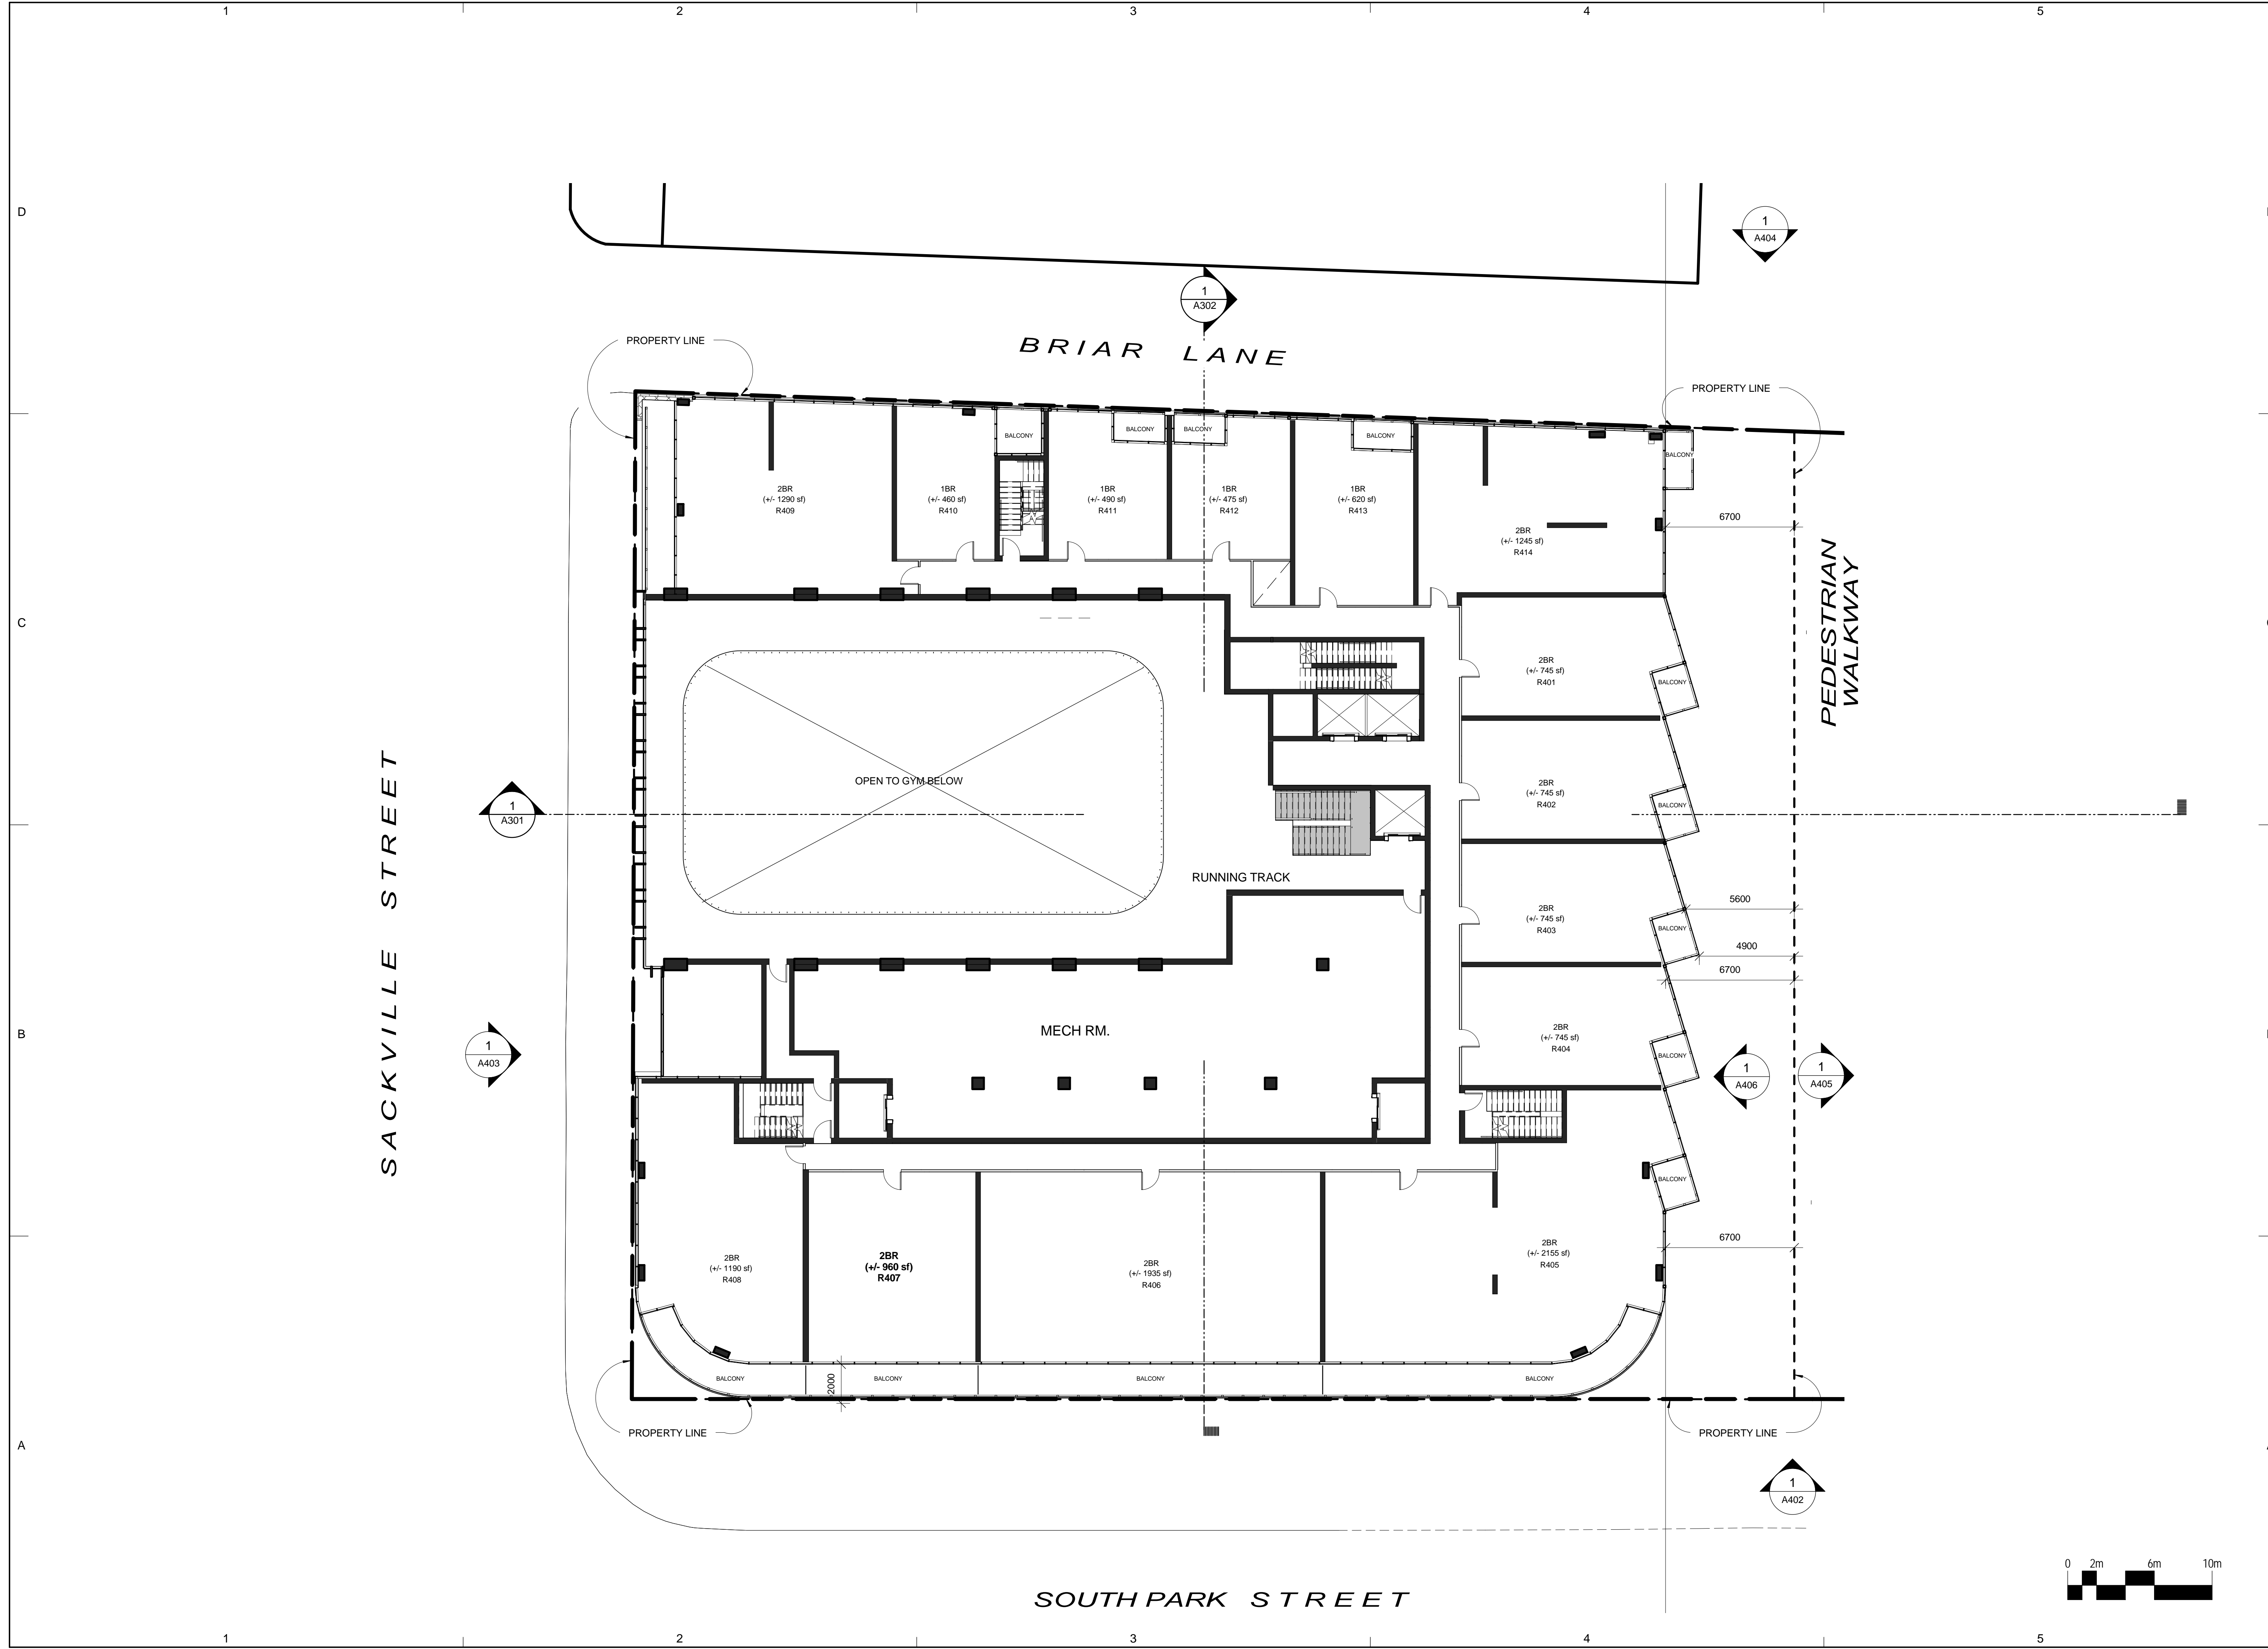 1 2 3 4 5
D
1
A404
1
A302
BRIAR LANE
PROPERTY LINE
PROPERTY LINE
BALCONY
BALCONY
BALCONY
BALCONY
BALCONY
2BR
(+/- 1290 sf)
R409
1BR
(+/- 460 sf)
R410
1BR
(+/- 490 sf)
R411
1BR
(+/- 475 sf)
R412
1BR
(+/- 620 sf)
R413
2BR
(+/- 1245 sf)
R414
6700
PEDESTRIAN
WALKWAY
C
2BR
(+/- 745 sf)
R401
BALCONY
SACKVILLE STREET
1
A301
OPEN TO GYM BELOW
2BR
(+/- 745 sf)
R402
BALCONY
RUNNING TRACK
2BR
(+/- 745 sf)
R403
BALCONY
5600
4900
6700
B
1
A403
MECH RM.
2BR
(+/- 745 sf)
R404
BALCONY
1
A406
1
A405
BALCONY
2BR
(+/- 1190 sf)
R408
2BR
(+/- 960 sf)
R407
2BR
(+/- 1935 sf)
R406
2BR
(+/- 2155 sf)
R405
6700
BALCONY
2000
BALCONY
BALCONY
BALCONY
PROPERTY LINE
PROPERTY LINE
A
1
A402
SOUTH PARK STREET
0 2m 6m 10m
1 2 3 4 5